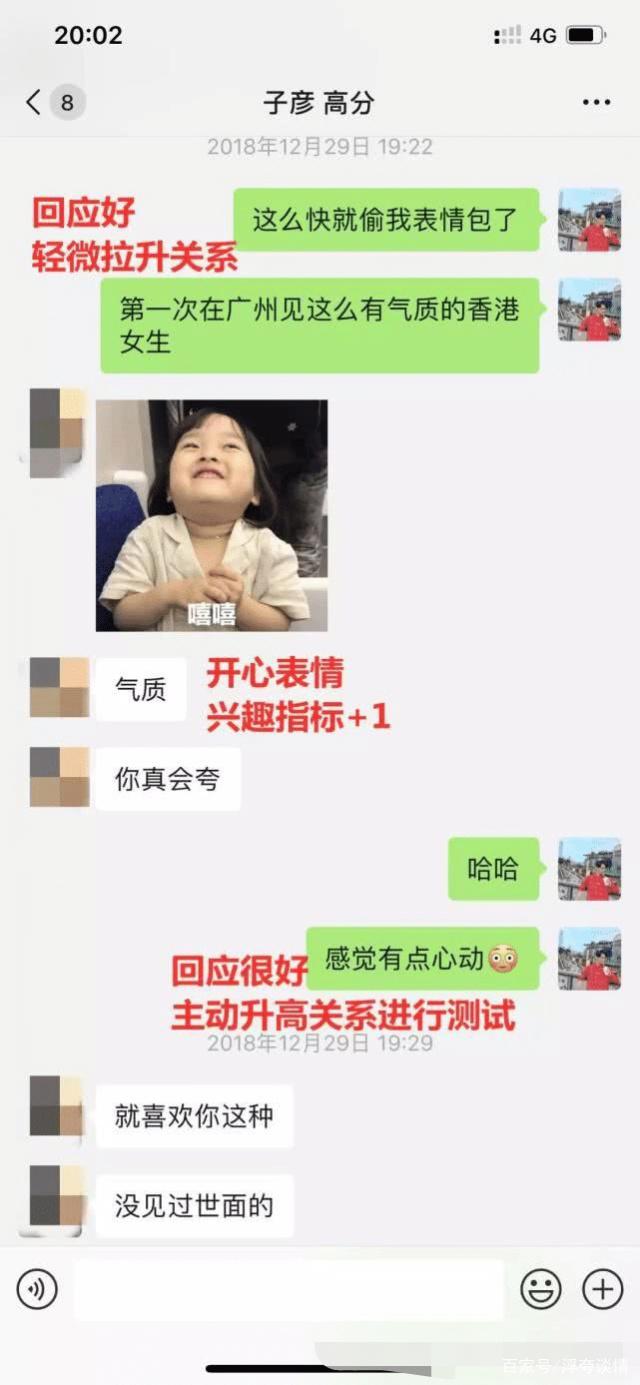 20:02
4G
8
子彦 高分
2018年12月29日 19:22
回应好
轻微拉升关系
这么快就偷我表情包了
第一次在广州见这么有气质的香港
女生
嘻嘻
气质
开心表情
兴趣指标+1
你真会夸
哈哈
感觉有点心动😳
回应很好
主动升高关系进行测试
2018年12月29日 19:29
就喜欢你这种
没见过世面的
百家号/浮夸谈情